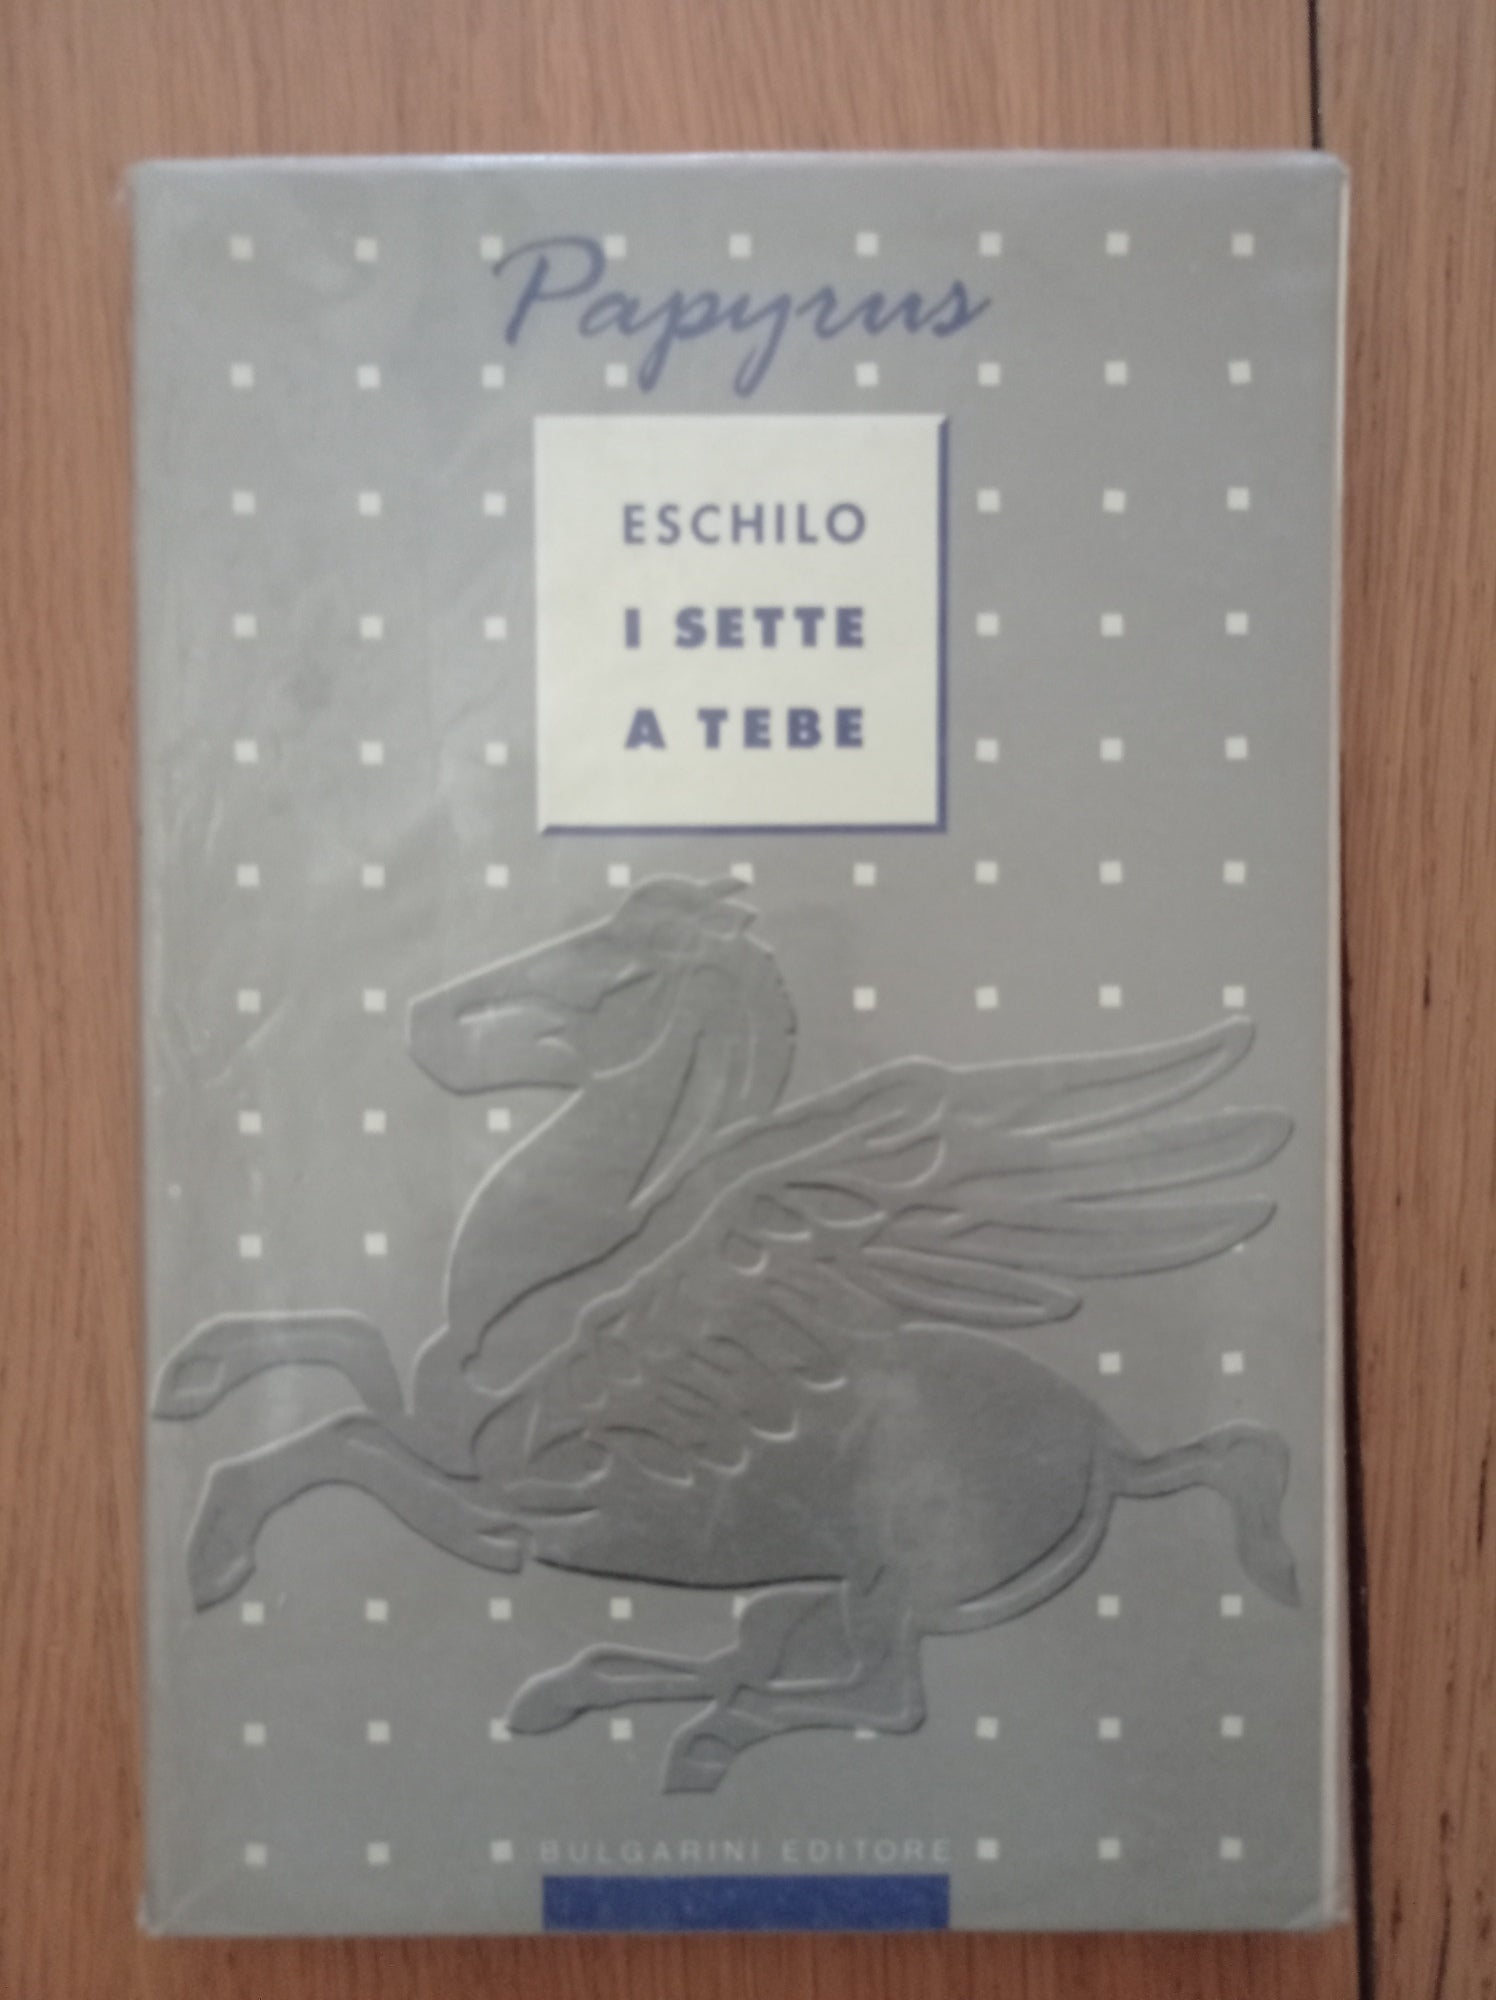 Papyrus
ESCHILO
I SETTE
A TEBE
BULGARINI EDITORE